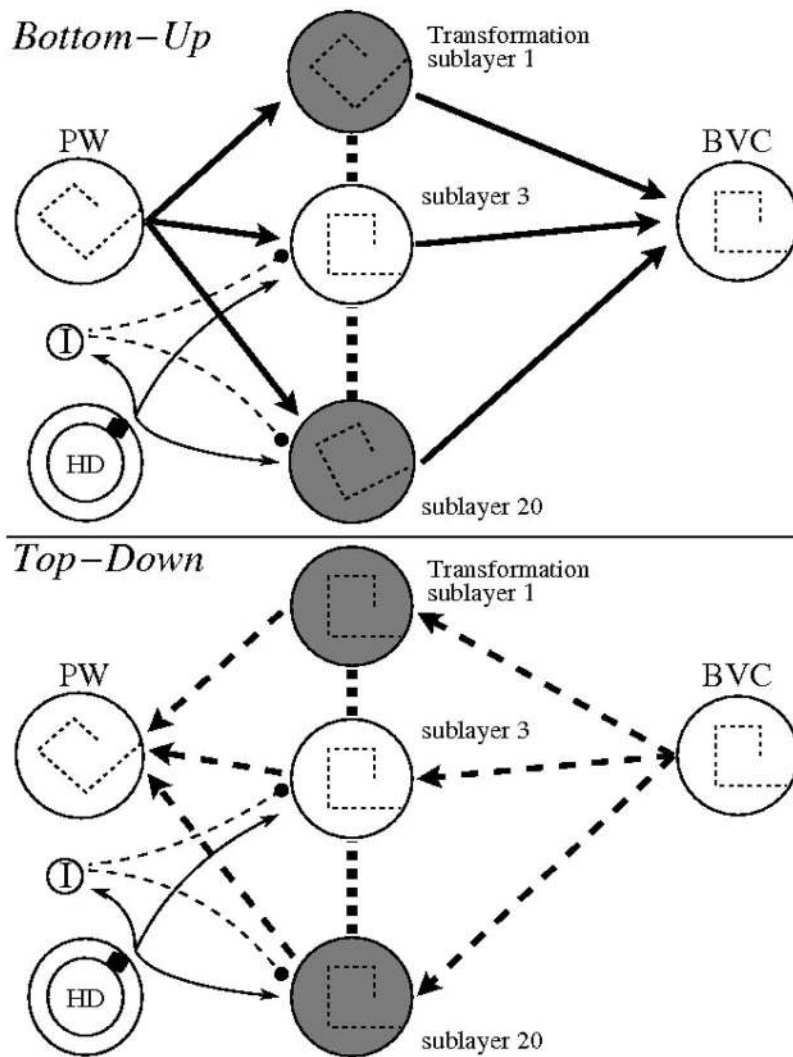 Bottom-Up
Transformation
sublayer 1
PW
BVC
sublayer 3
I
HD
sublayer 20
Top-Down
Transformation
sublayer 1
PW
BVC
sublayer 3
I
HD
sublayer 20